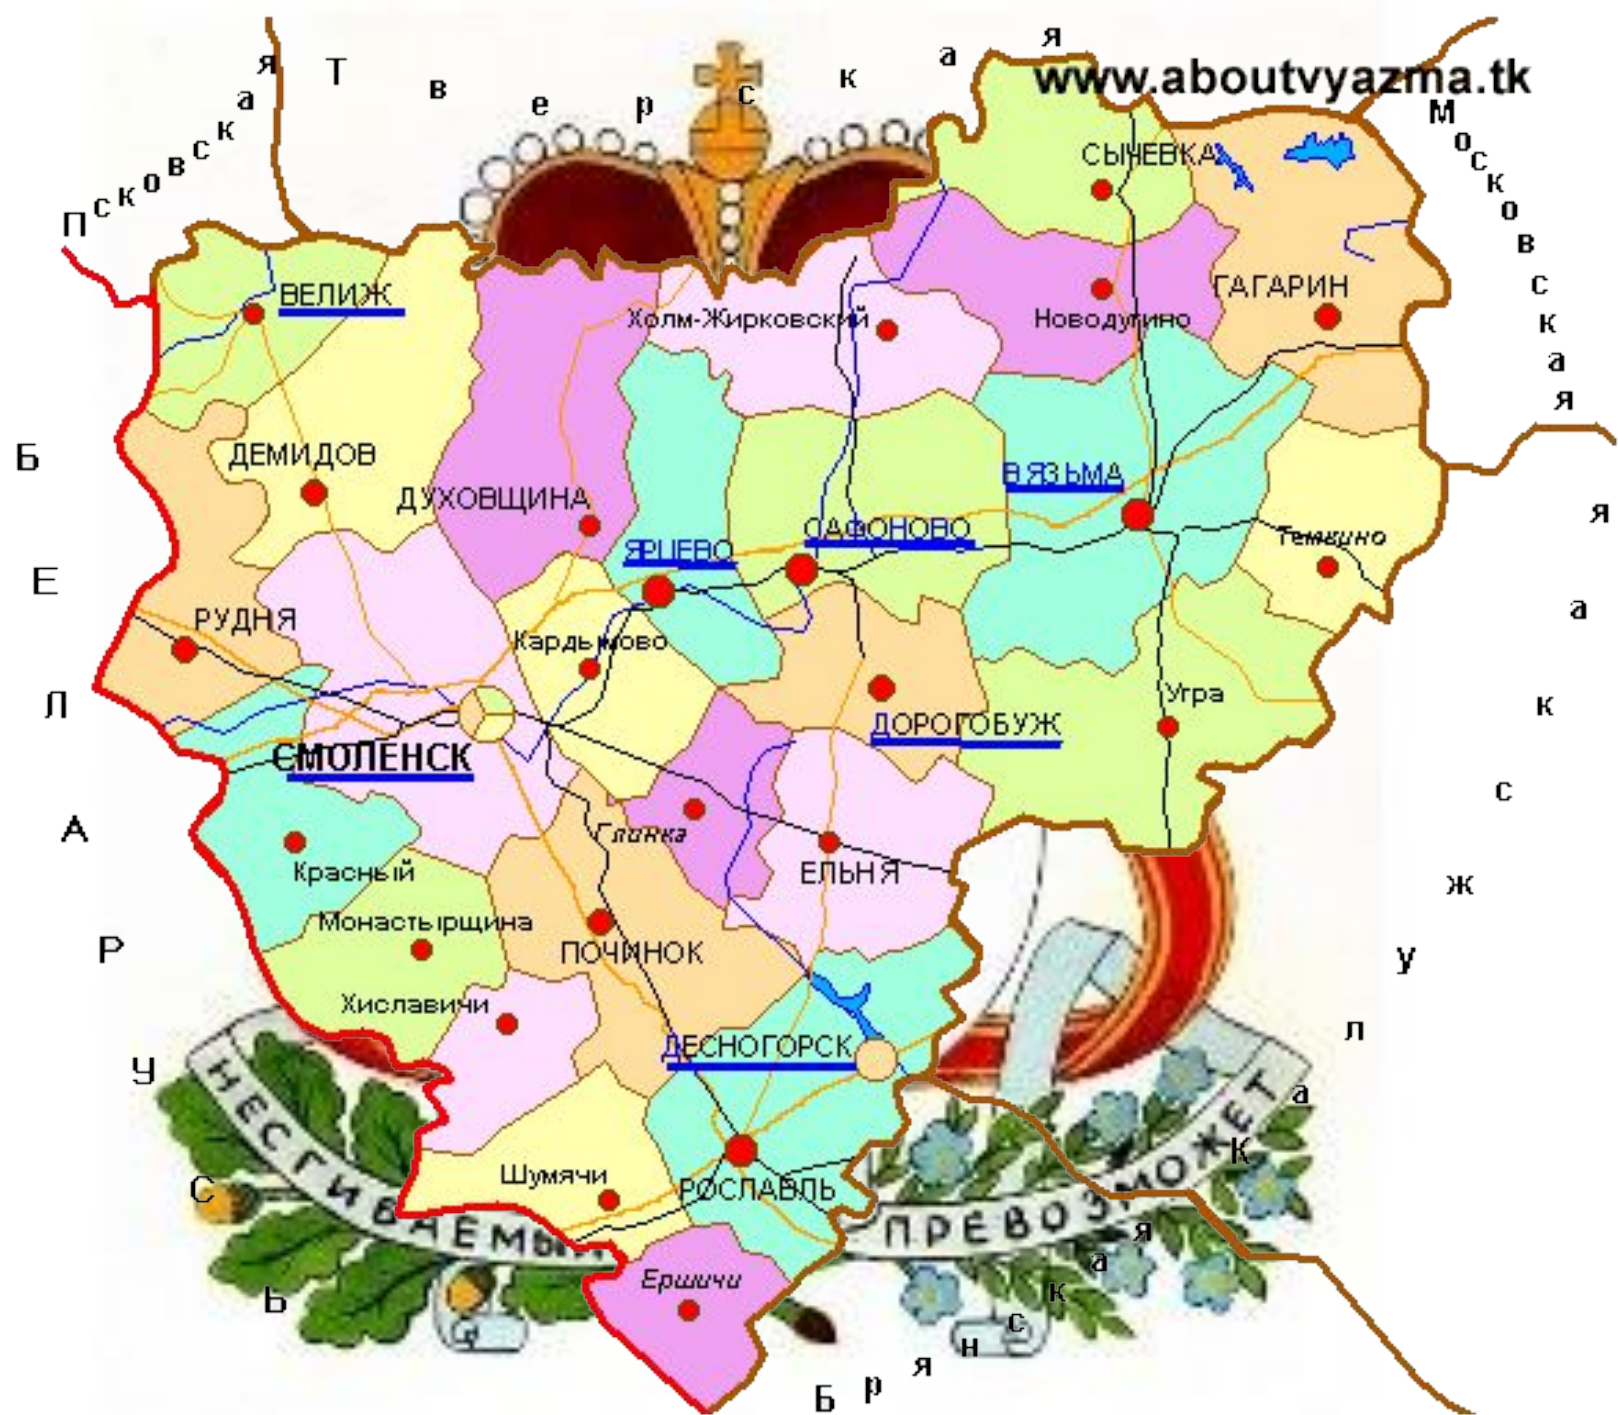 www.aboutvyazma.tk
Псковская
Тверская
Московская
СЫЧЕВКА
ВЕЛИЖ
ГАГАРИН
Холм-Жирковский
Новодугино
ДЕМИДОВ
ДУХОВЩИНА
ВЯЗЬМА
САФОНОВО
ЯРЦЕВО
Темкино
РУДНЯ
Кардымово
Угра
ДОРОГОБУЖ
СМОЛЕНСК
Глинка
ЕЛЬНЯ
Красный
Монастырщина
ПОЧИНОК
Хиславичи
ДЕСНОГОРСК
Шумячи
РОСЛАВЛЬ
Ершичи
БЕЛАРУСЬ
Калужская
Брянская
НЕСГИБАЕМЫЙ
ПРЕВОЗМОЖЕТ